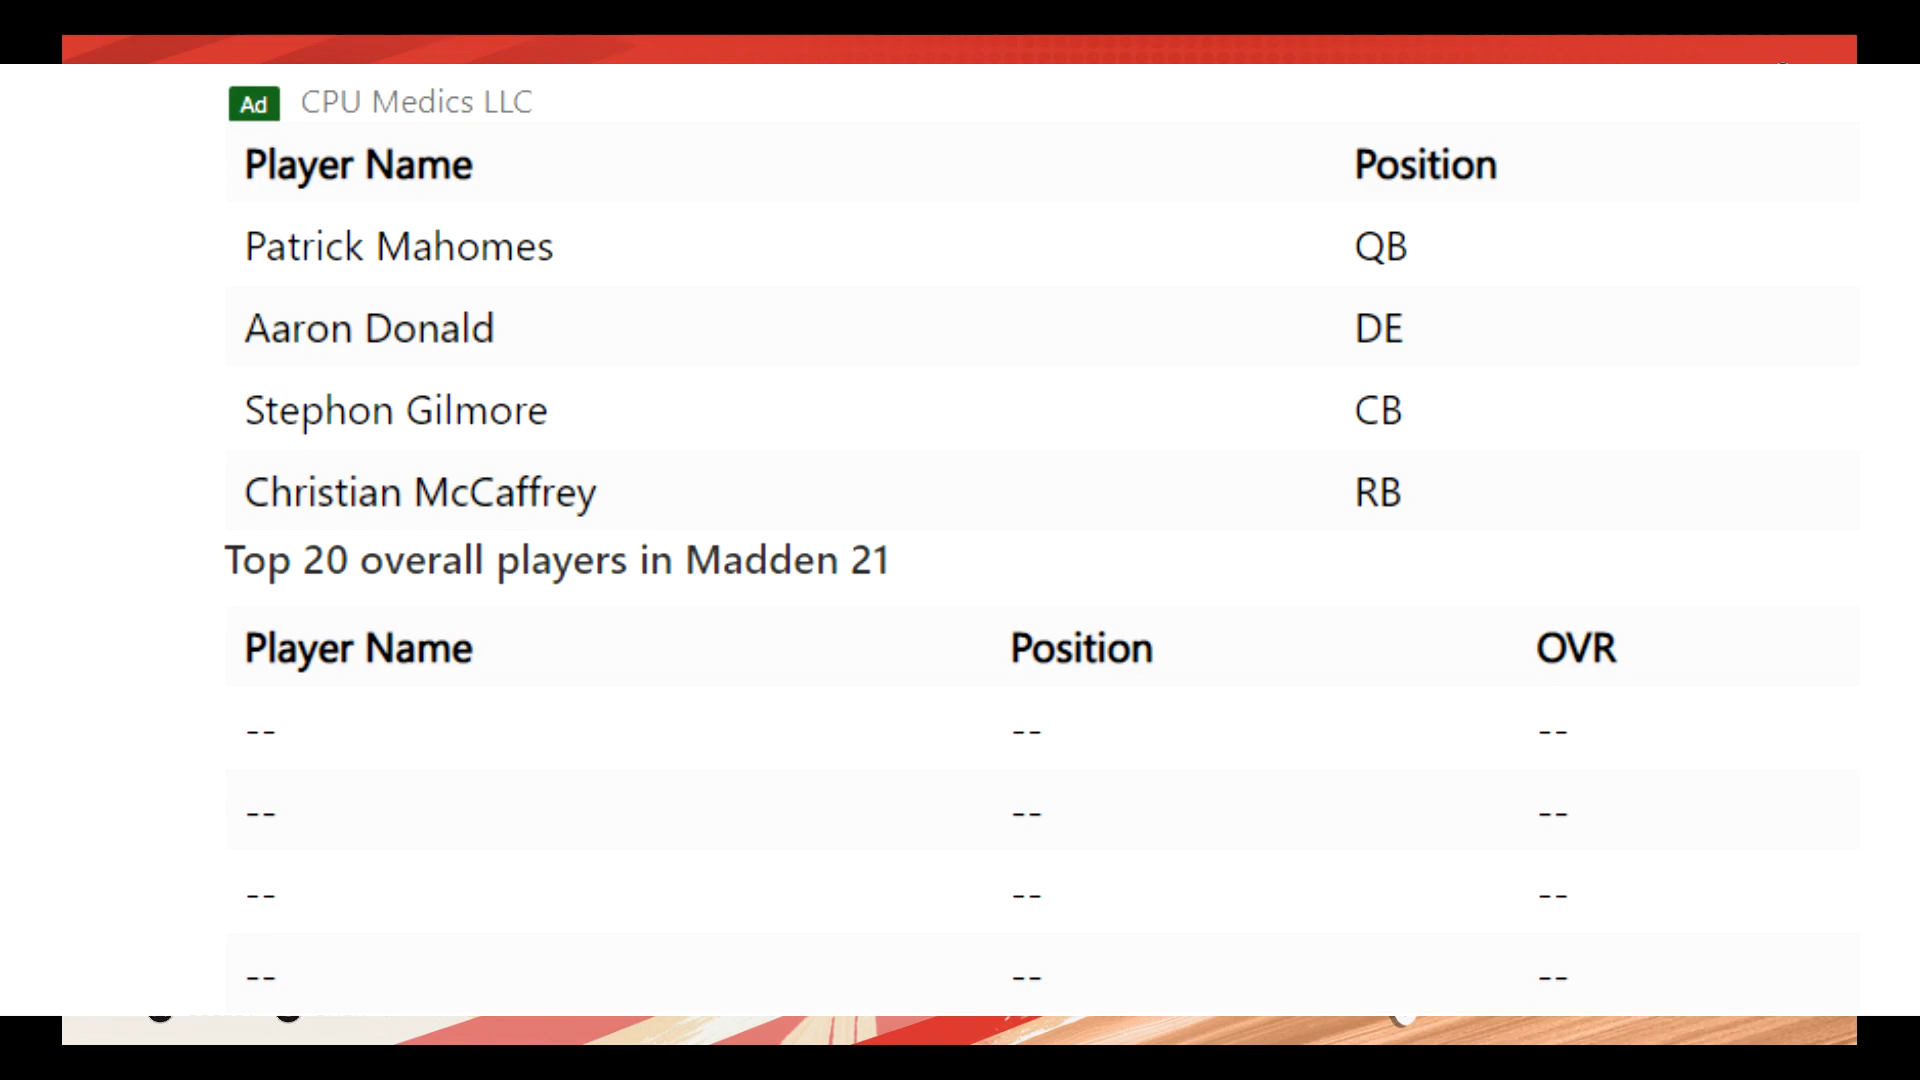 Ad CPU Medics LLC
Player Name Position
Patrick Mahomes QB
Aaron Donald DE
Stephon Gilmore CB
Christian McCaffrey RB
Top 20 overall players in Madden 21
Player Name Position OVR
-- -- --
-- -- --
-- -- --
-- -- --